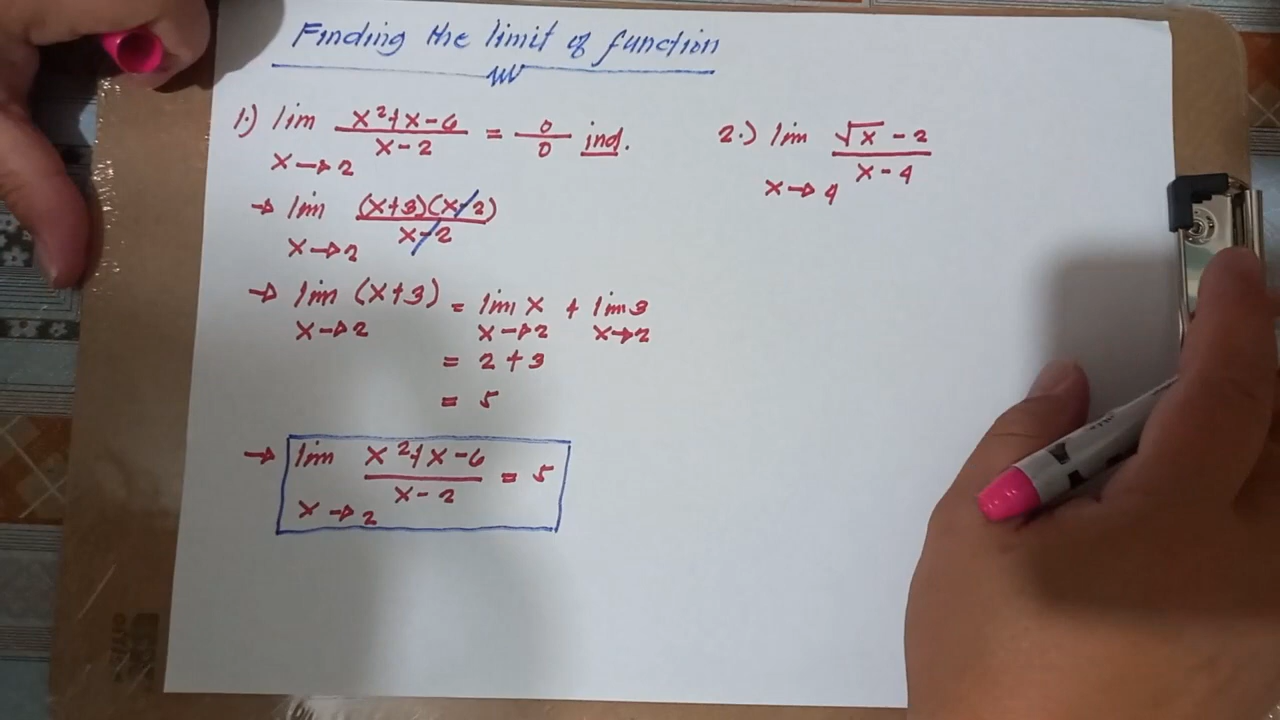 Finding the limit of function
1.) lim x²+x-6 / x-2 = 0/0 ind.
x→2
→ lim (x+3)(x-2) / x-2
x→2
→ lim (x+3) = lim x + lim 3
x→2 x→2 x→2
= 2+3
= 5
→ lim x²+x-6 / x-2 = 5
x→2
2.) lim √x - 2 / x-4
x→4